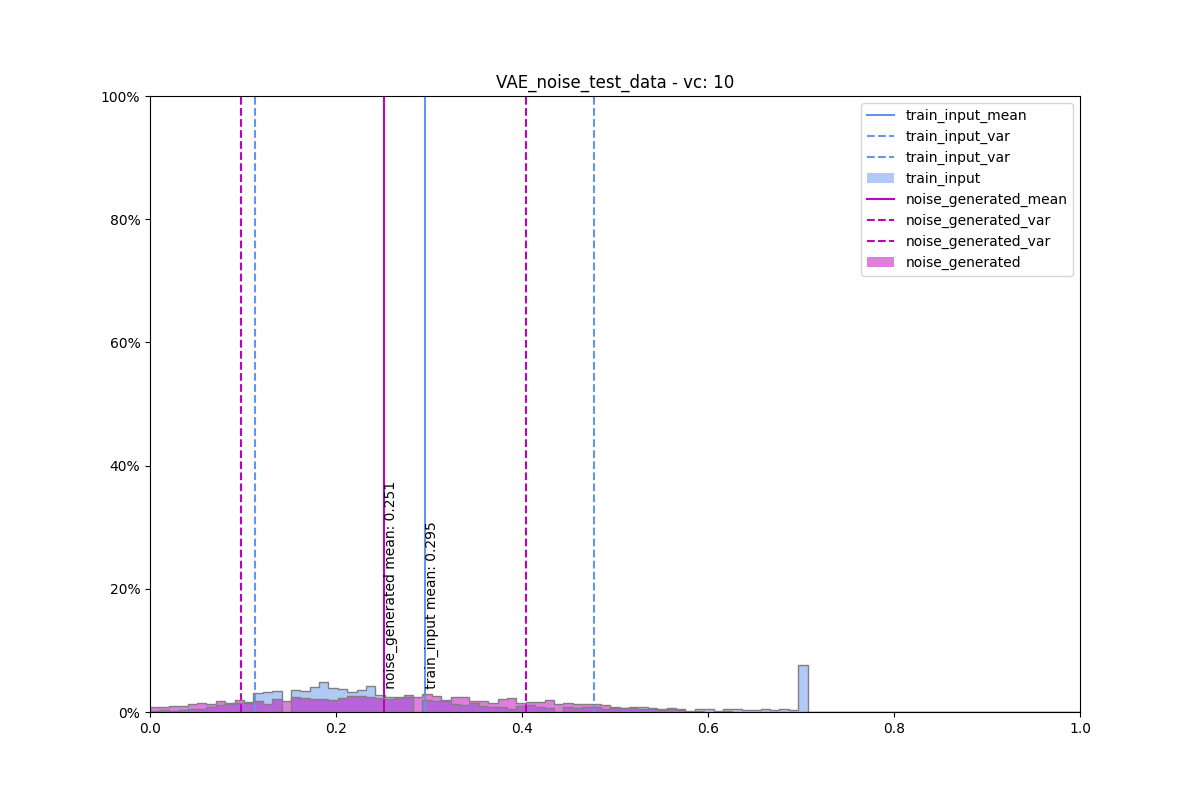 VAE_noise_test_data - vc: 10
100%
80%
60%
40%
20%
0%
train_input_mean
train_input_var
train_input_var
train_input
noise_generated_mean
noise_generated_var
noise_generated_var
noise_generated
noise_generated mean: 0.251
train_input mean: 0.295
0.0
0.2
0.4
0.6
0.8
1.0